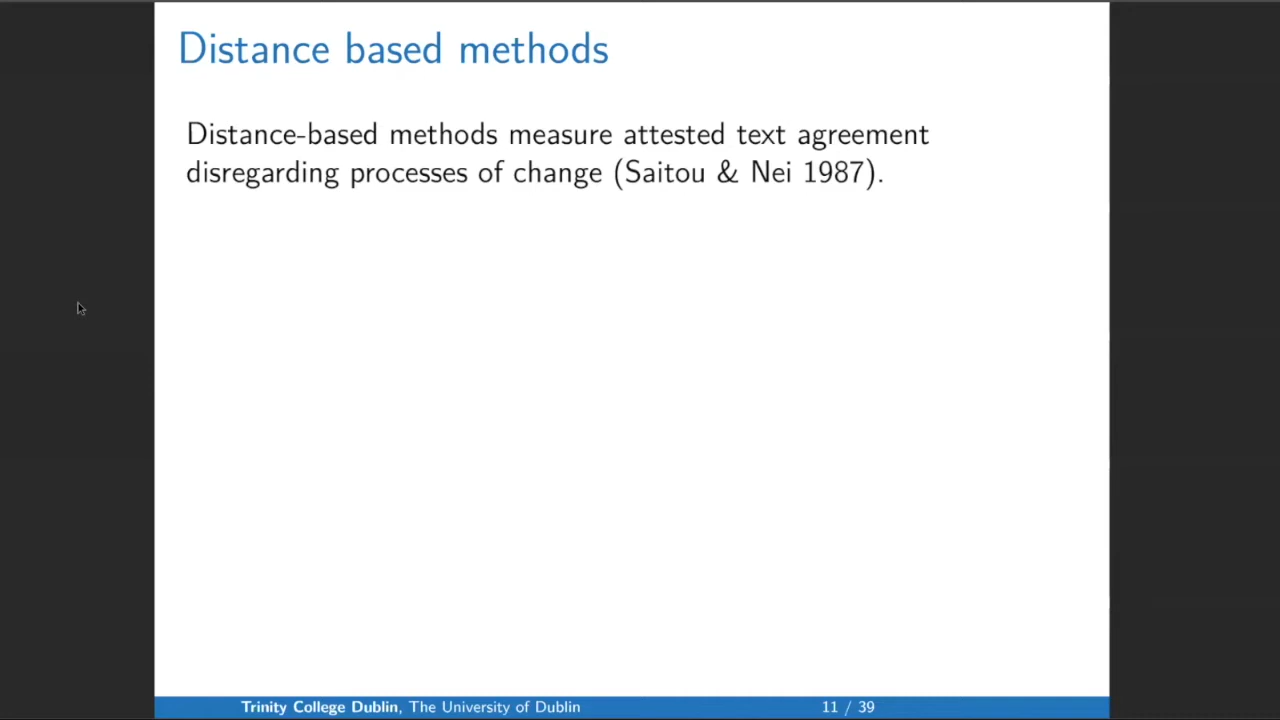 Distance based methods
Distance-based methods measure attested text agreement
disregarding processes of change (Saitou & Nei 1987).
Trinity College Dublin, The University of Dublin 11 / 39